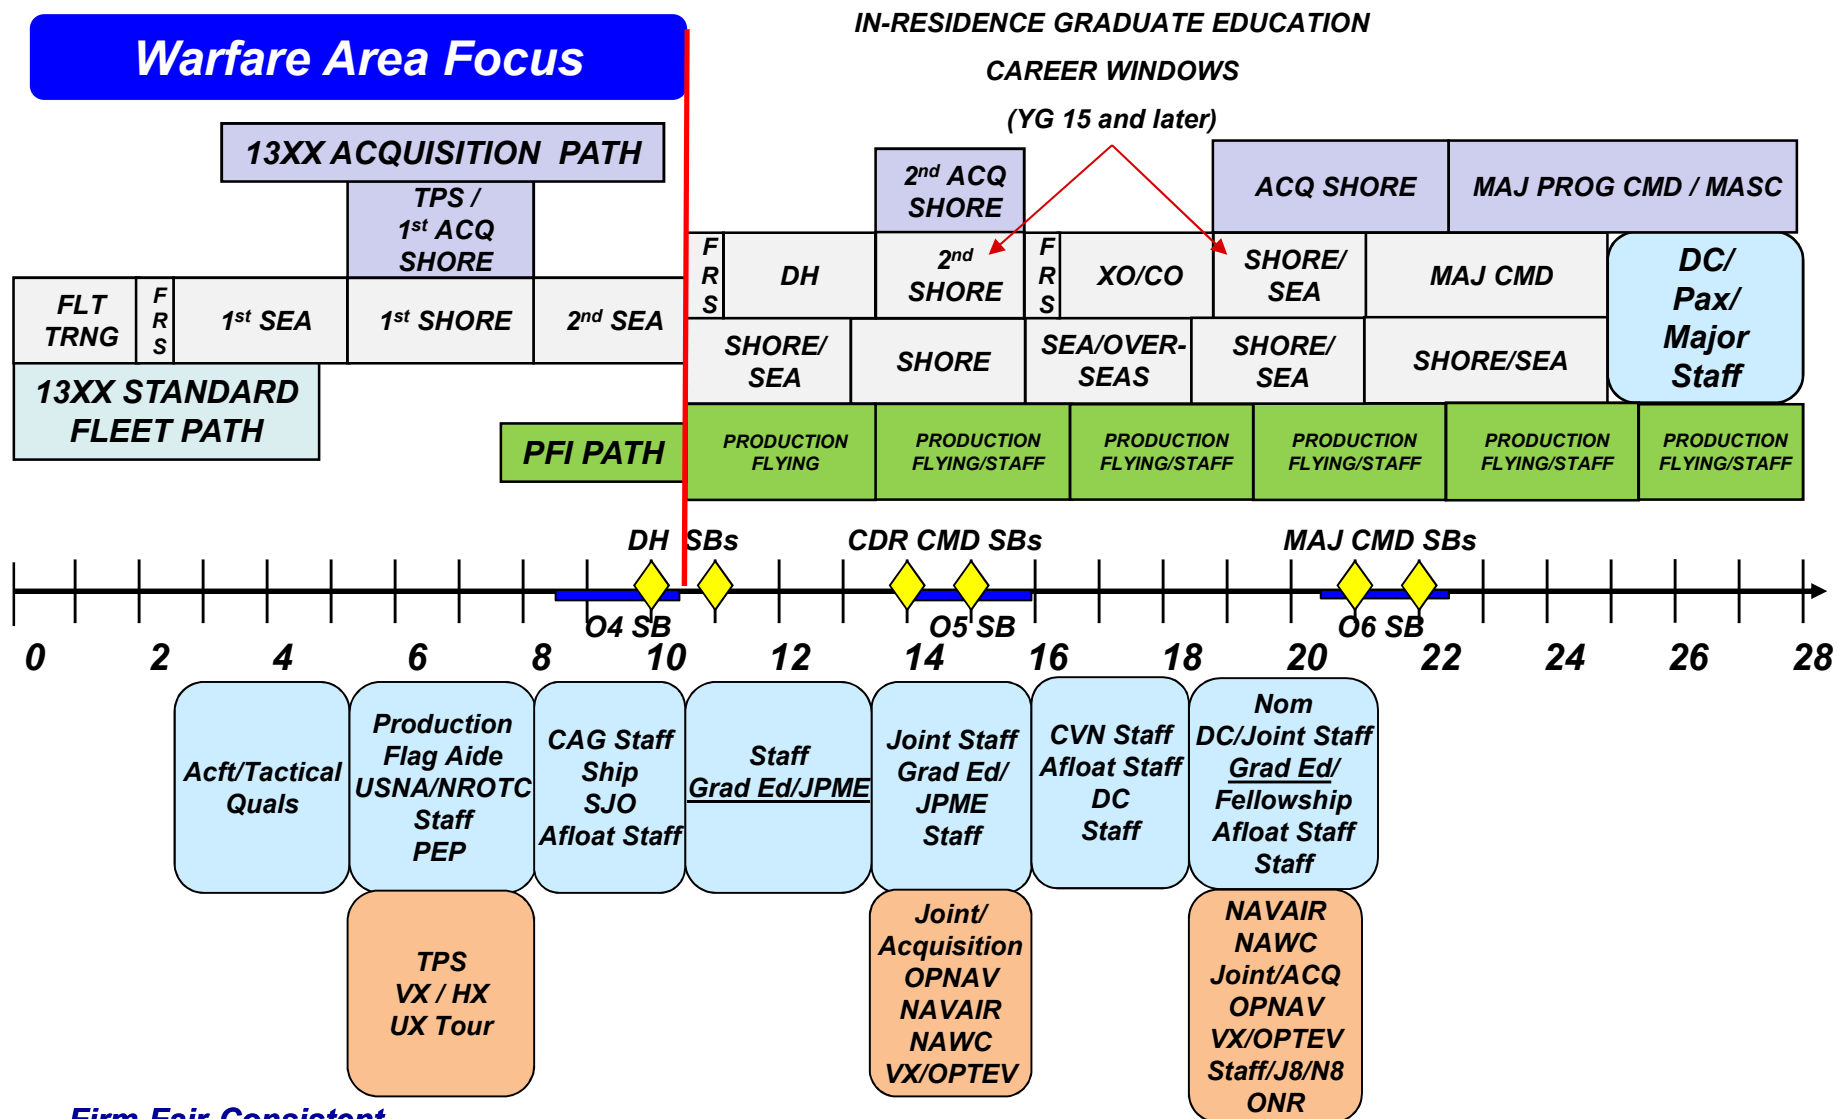 Warfare Area Focus
IN-RESIDENCE GRADUATE EDUCATION
CAREER WINDOWS
(YG 15 and later)
13XX ACQUISITION PATH
TPS /
1st ACQ
SHORE
2nd ACQ
SHORE
ACQ SHORE
MAJ PROG CMD / MASC
FLT
TRNG
F
R
S
1st SEA
1st SHORE
2nd SEA
F
R
S
DH
2nd
SHORE
F
R
S
XO/CO
SHORE/
SEA
MAJ CMD
DC/
Pax/
Major
Staff
SHORE/
SEA
SHORE
SEA/OVER-
SEAS
SHORE/
SEA
SHORE/SEA
13XX STANDARD
FLEET PATH
PFI PATH
PRODUCTION
FLYING
PRODUCTION
FLYING/STAFF
PRODUCTION
FLYING/STAFF
PRODUCTION
FLYING/STAFF
PRODUCTION
FLYING/STAFF
PRODUCTION
FLYING/STAFF
DH SBs
CDR CMD SBs
MAJ CMD SBs
O4 SB
O5 SB
O6 SB
0 2 4 6 8 10 12 14 16 18 20 22 24 26 28
Acft/Tactical
Quals
Production
Flag Aide
USNA/NROTC
Staff
PEP
CAG Staff
Ship
SJO
Afloat Staff
Staff
Grad Ed/JPME
Joint Staff
Grad Ed/
JPME
Staff
CVN Staff
Afloat Staff
DC
Staff
Nom
DC/Joint Staff
Grad Ed/
Fellowship
Afloat Staff
Staff
TPS
VX / HX
UX Tour
Joint/
Acquisition
OPNAV
NAVAIR
NAWC
VX/OPTEV
NAVAIR
NAWC
Joint/ACQ
OPNAV
VX/OPTEV
Staff/J8/N8
ONR
Firm Fair Consistent